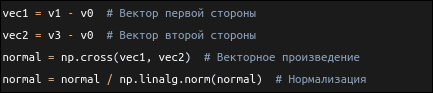 vec1 = v1 - v0  # Вектор первой стороны
vec2 = v3 - v0  # Вектор второй стороны
normal = np.cross(vec1, vec2)  # Векторное произведение
normal = normal / np.linalg.norm(normal)  # Нормализация